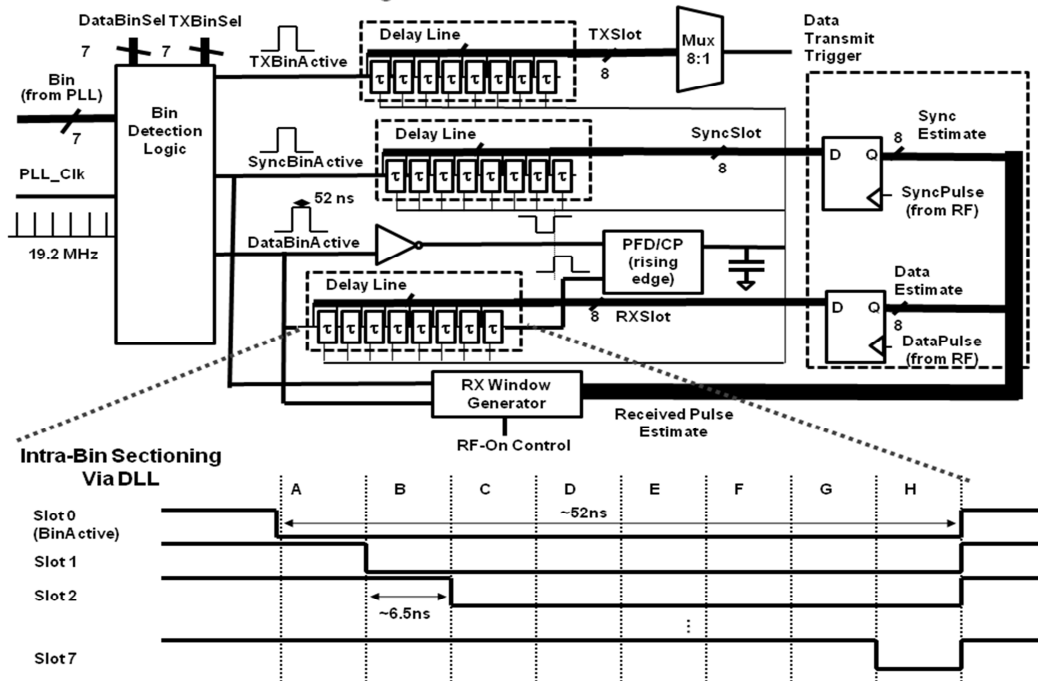 DataBinSel TXBinSel
7
7
Bin
(from PLL)
7
PLL_Clk
19.2 MHz
Bin
Detection
Logic
TXBinActive
Delay Line
τ τ τ τ τ τ τ τ
TXSlot
8
Mux
8:1
Data
Transmit
Trigger
SyncBinActive
Delay Line
τ τ τ τ τ τ τ τ
SyncSlot
8
D Q
Sync
Estimate
8
SyncPulse
(from RF)
52 ns
DataBinActive
PFD/CP
(rising
edge)
Delay Line
τ τ τ τ τ τ τ τ
8
RXSlot
D Q
Data
Estimate
8
DataPulse
(from RF)
RX Window
Generator
Received Pulse
Estimate
RF-On Control
Intra-Bin Sectioning
Via DLL
A B C D E F G H
Slot 0
(BinActive)
~52ns
Slot 1
Slot 2
~6.5ns
⋮
Slot 7